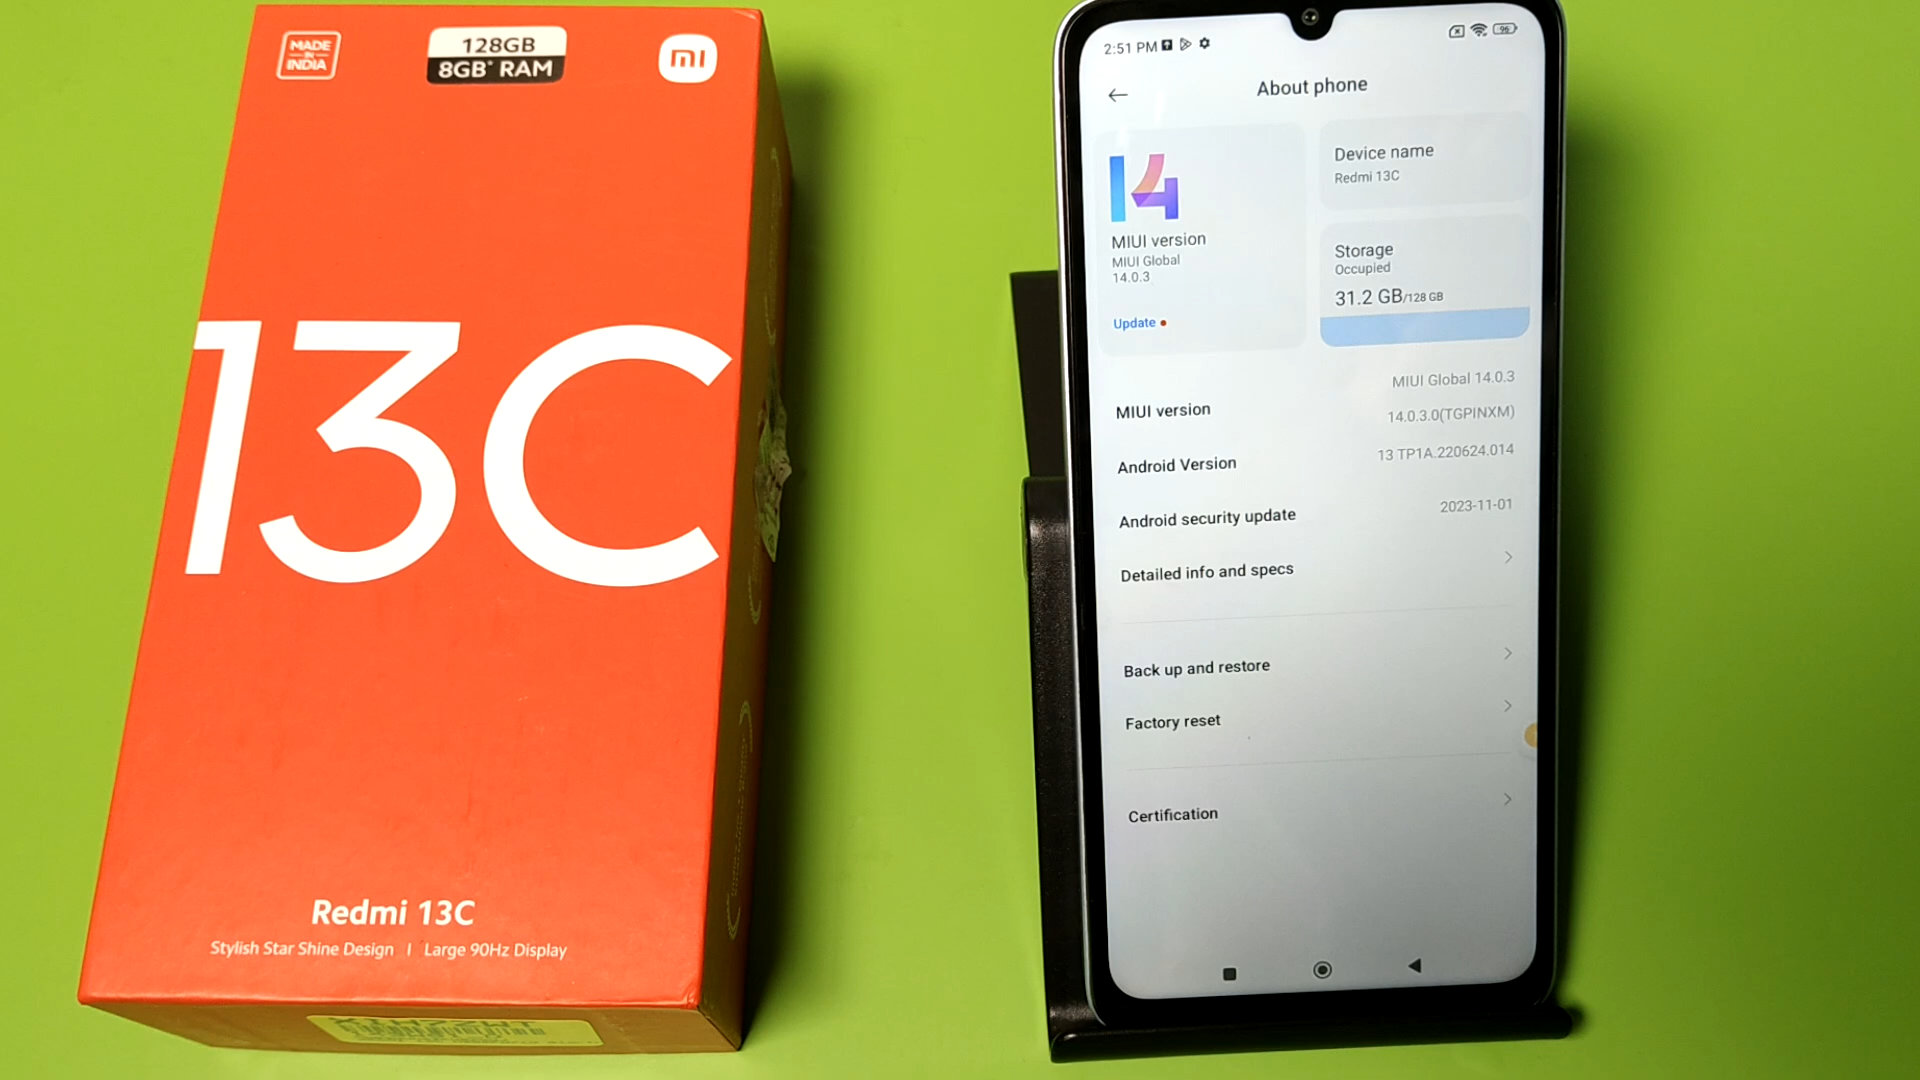 MADE
IN
INDIA
128GB
8GB* RAM
mi
13C
Redmi 13C
Stylish Star Shine Design | Large 90Hz Display
2:51 PM
96
About phone
14
MIUI version
MIUI Global
14.0.3
Update
Device name
Redmi 13C
Storage
Occupied
31.2 GB/128 GB
MIUI version
MIUI Global 14.0.3
14.0.3.0(TGPINXM)
Android Version
13 TP1A.220624.014
Android security update
2023-11-01
Detailed info and specs
Back up and restore
Factory reset
Certification